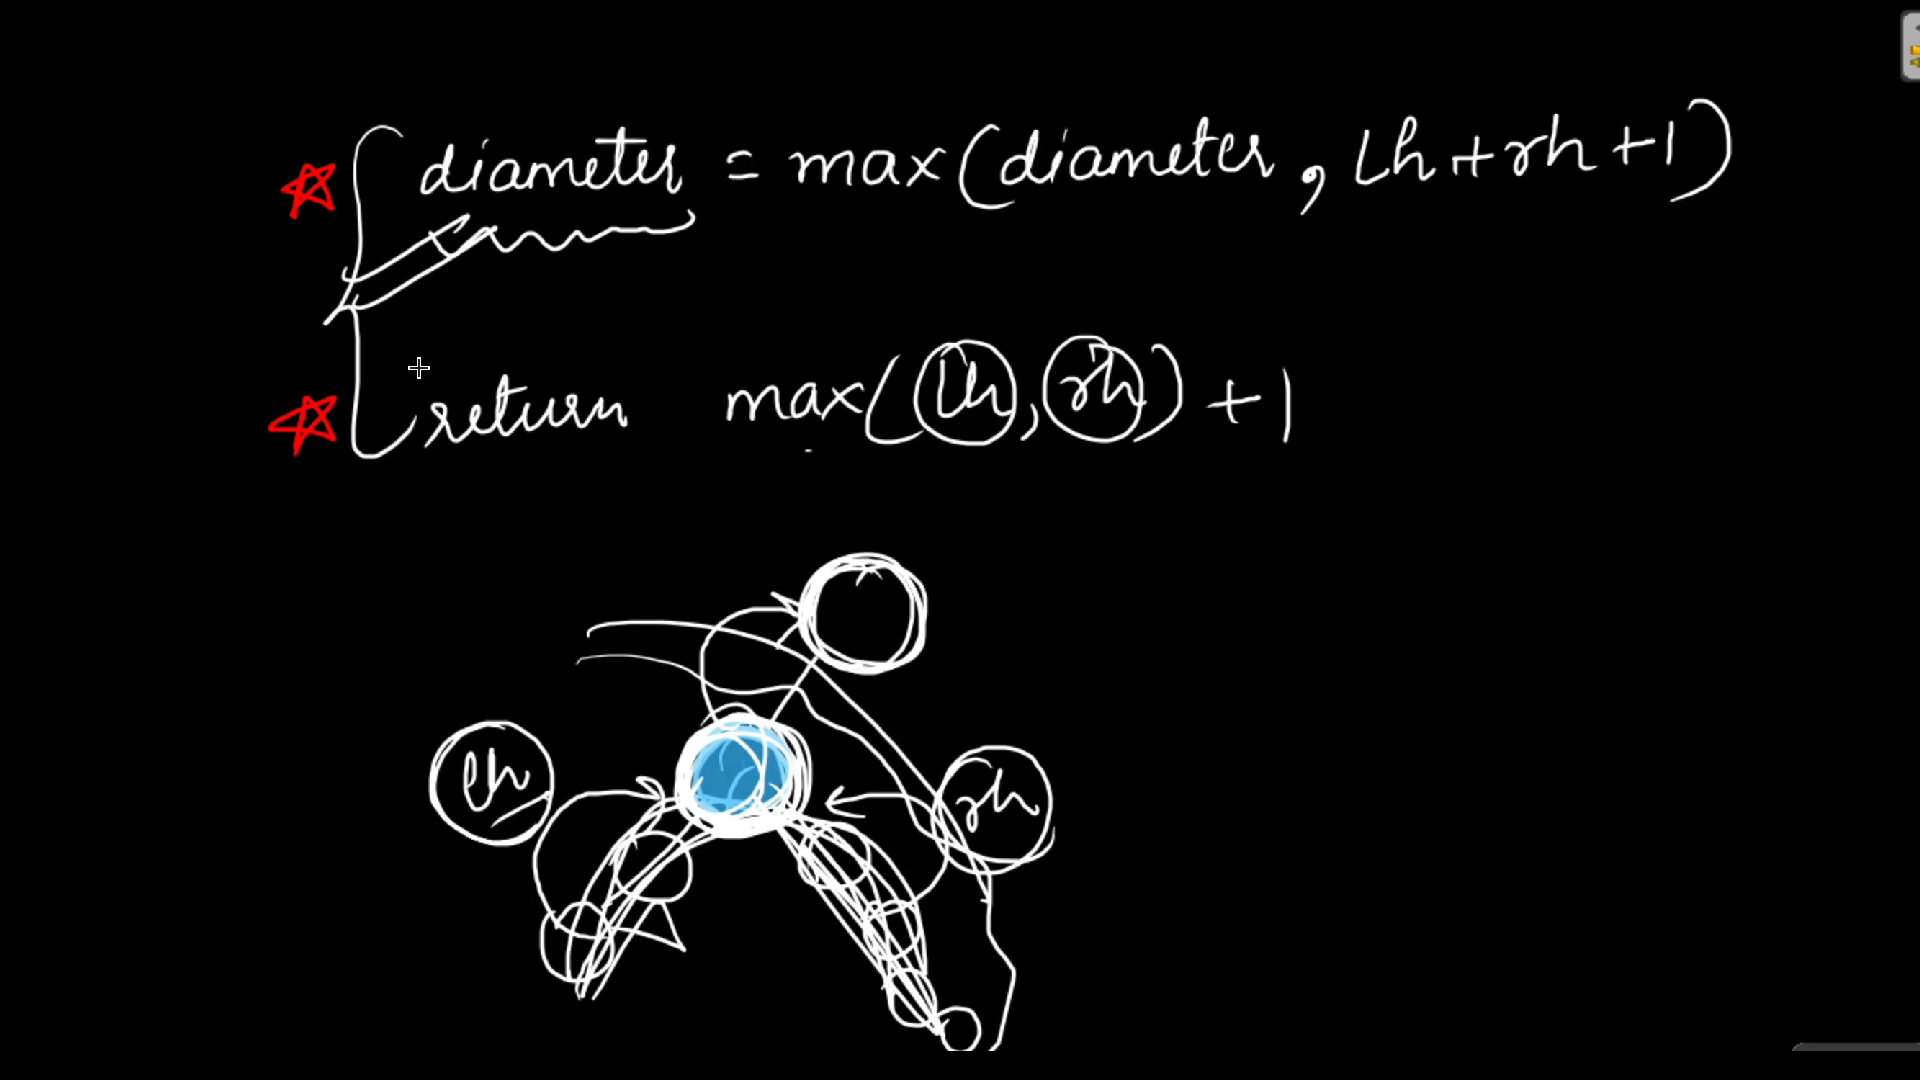 diameter = max(diameter, lh+rh+1)
return max(lh, rh)+1
lh
rh